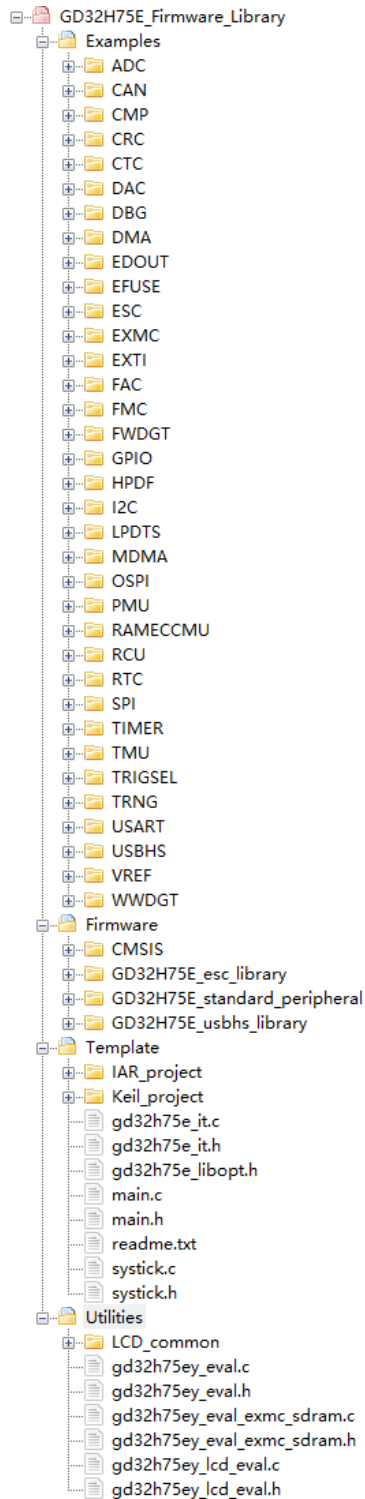 GD32H75E_Firmware_Library
Examples
ADC
CAN
CMP
CRC
CTC
DAC
DBG
DMA
EDOUT
EFUSE
ESC
EXMC
EXTI
FAC
FMC
FWDGT
GPIO
HPDF
I2C
LPDTS
MDMA
OSPI
PMU
RAMECCMU
RCU
RTC
SPI
TIMER
TMU
TRIGSEL
TRNG
USART
USBHS
VREF
WWDGT
Firmware
CMSIS
GD32H75E_esc_library
GD32H75E_standard_peripheral
GD32H75E_usbhs_library
Template
IAR_project
Keil_project
gd32h75e_it.c
gd32h75e_it.h
gd32h75e_libopt.h
main.c
main.h
readme.txt
systick.c
systick.h
Utilities
LCD_common
gd32h75ey_eval.c
gd32h75ey_eval.h
gd32h75ey_eval_exmc_sdram.c
gd32h75ey_eval_exmc_sdram.h
gd32h75ey_lcd_eval.c
gd32h75ey_lcd_eval.h